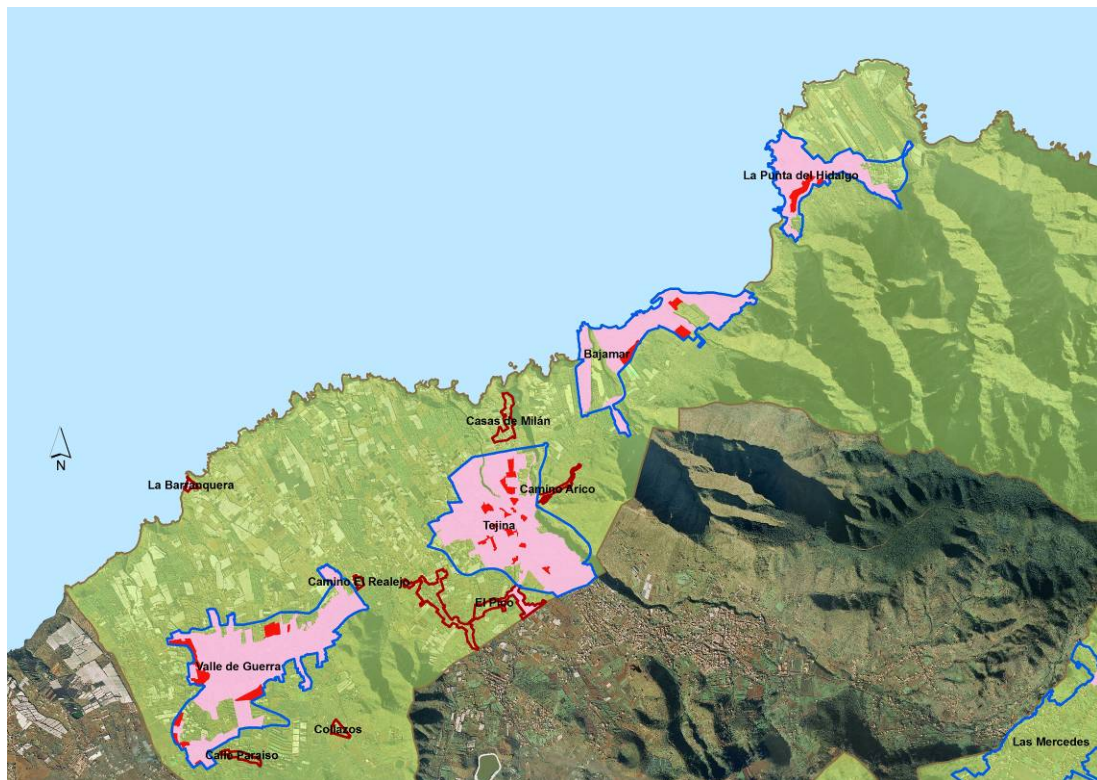 La Punta del Hidalgo
Bajamar
Casas de Milán
La Barranquera
Camino Arico
Tejina
Camino El Realejo
El Pico
Valle de Guerra
Collazos
Calle Paraiso
Las Mercedes
N